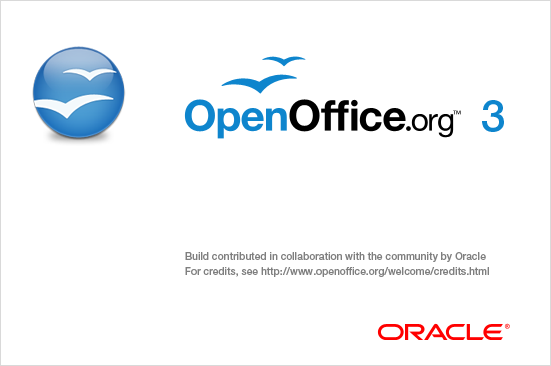 OpenOffice.org™ 3
Build contributed in collaboration with the community by Oracle
For credits, see http://www.openoffice.org/welcome/credits.html
ORACLE®